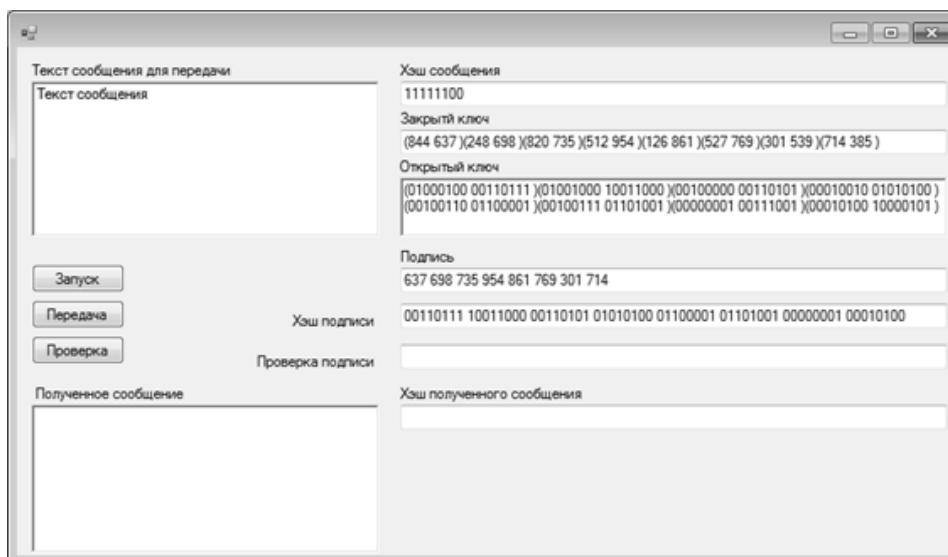 Текст сообщения для передачи
Текст сообщения
Хэш сообщения
11111100
Закрытй ключ
(844 637 )(248 698 )(820 735 )(512 954 )(126 861 )(527 769 )(301 539 )(714 385 )
Открытый ключ
(01000100 00110111 )(01001000 10011000 )(00100000 00110101 )(00010010 01010100 )
(00100110 01100001 )(00100111 01101001 )(00000001 00111001 )(00010100 10000101 )
Подпись
637 698 735 954 861 769 301 714
Запуск
Передача
Хэш подписи
00110111 10011000 00110101 01010100 01100001 01101001 00000001 00010100
Проверка
Проверка подписи
Полученное сообщение
Хэш полученного сообщения